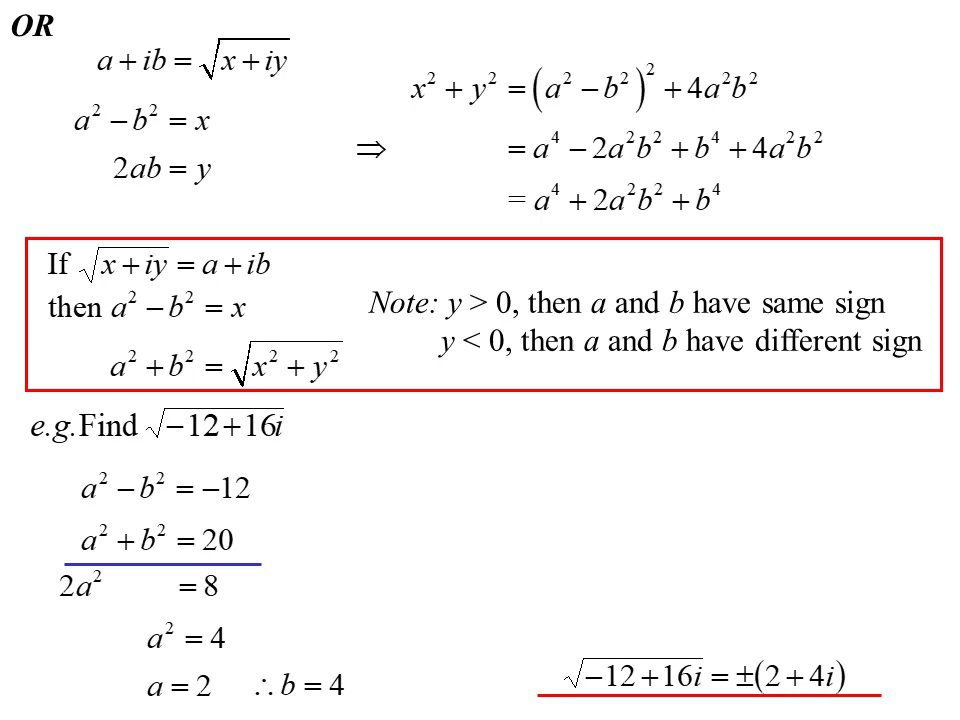 OR
a + ib = √(x + iy)
a² − b² = x
2ab = y
⇒
x² + y² = (a² − b²)² + 4a²b²
= a⁴ − 2a²b² + b⁴ + 4a²b²
= a⁴ + 2a²b² + b⁴
If √(x + iy) = a + ib
then a² − b² = x
a² + b² = √(x² + y²)
Note: y > 0, then a and b have same sign
y < 0, then a and b have different sign
e.g. Find √(−12 + 16i)
a² − b² = −12
a² + b² = 20
2a² = 8
a² = 4
a = 2 ∴ b = 4
√(−12 + 16i) = ±(2 + 4i)